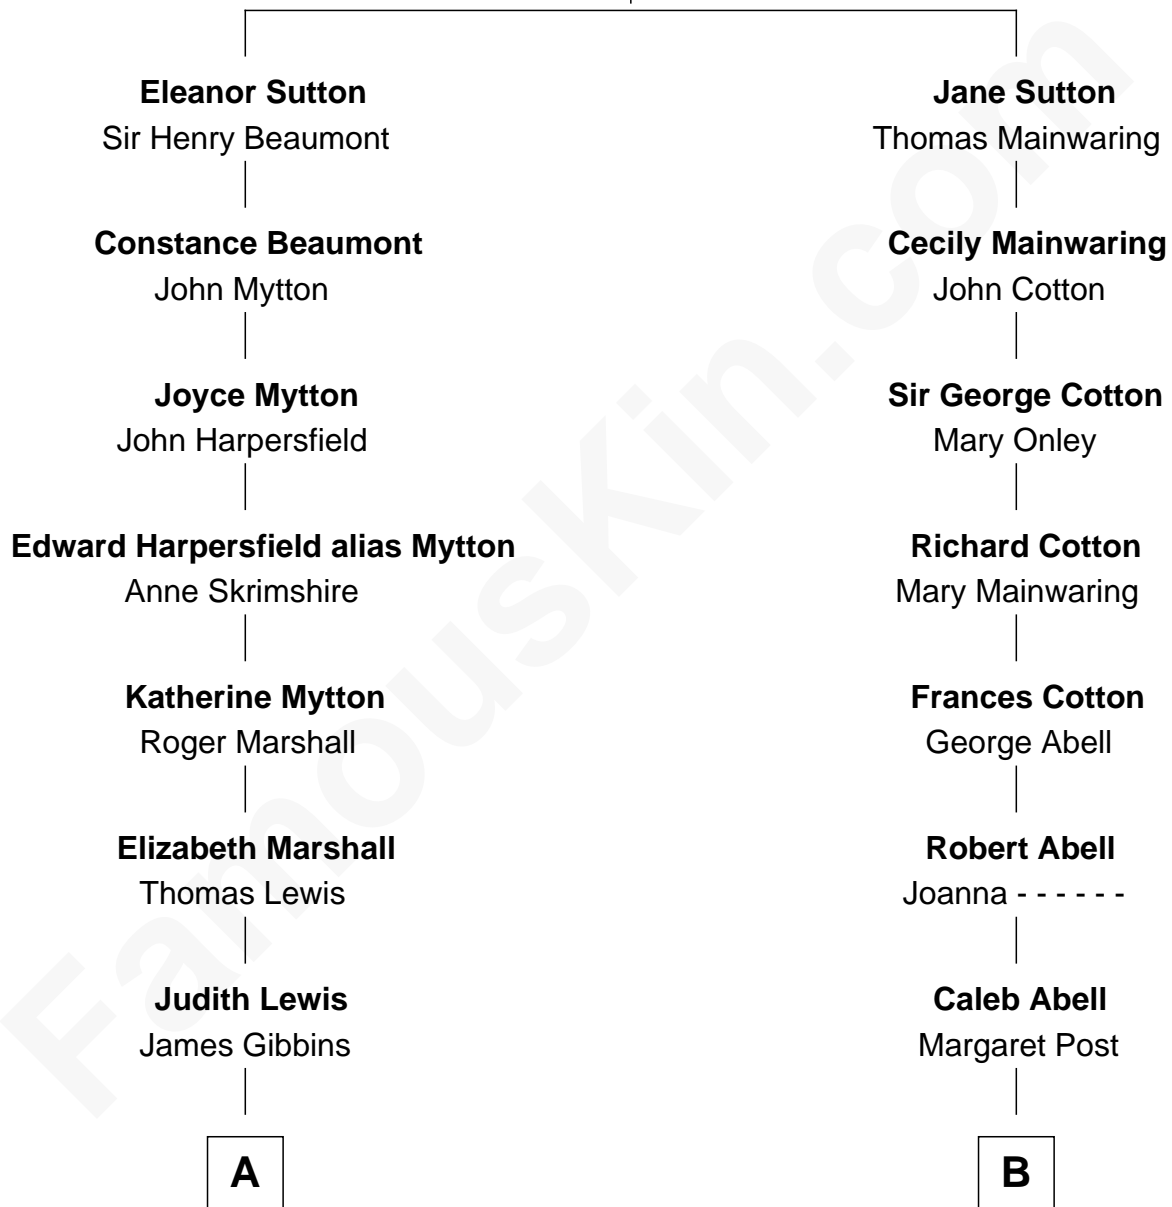 Eleanor Sutton
Sir Henry Beaumont
Jane Sutton
Thomas Mainwaring
Constance Beaumont
John Mytton
Cecily Mainwaring
John Cotton
Joyce Mytton
John Harpersfield
Sir George Cotton
Mary Onley
Edward Harpersfield alias Mytton
Anne Skrimshire
Richard Cotton
Mary Mainwaring
Katherine Mytton
Roger Marshall
Frances Cotton
George Abell
Elizabeth Marshall
Thomas Lewis
Robert Abell
Joanna - - - - - -
Judith Lewis
James Gibbins
Caleb Abell
Margaret Post
A
B
FamousKin.com